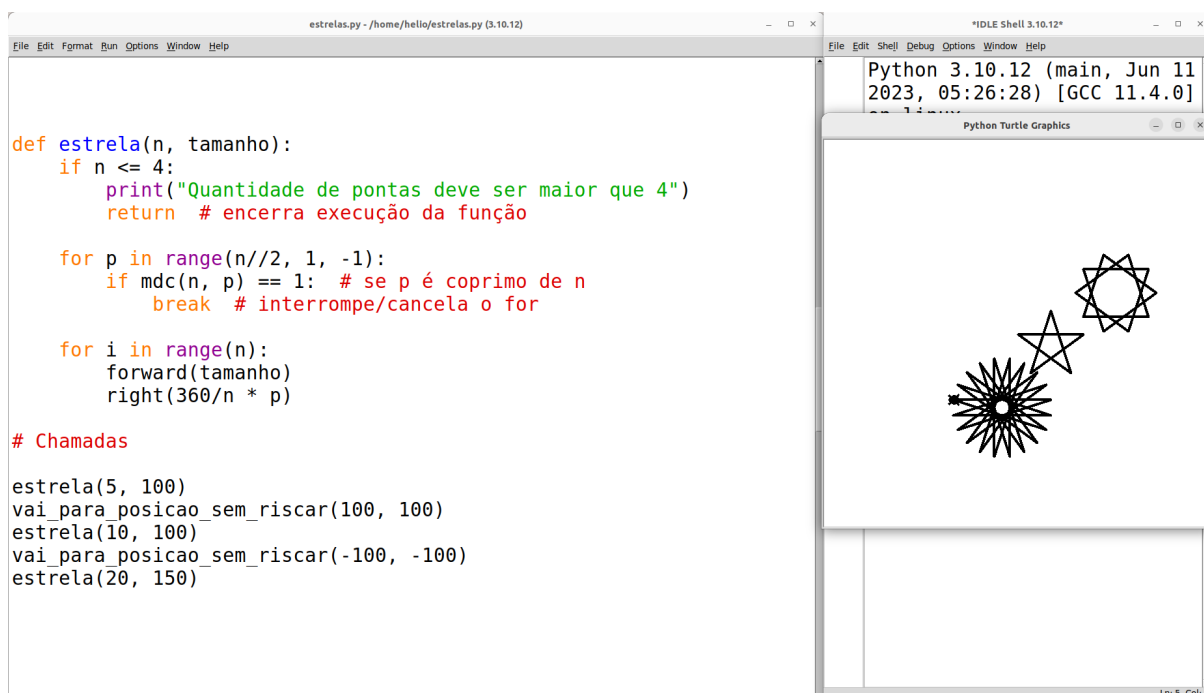 estrelas.py - /home/helio/estrelas.py (3.10.12)
File Edit Format Run Options Window Help
def estrela(n, tamanho):
    if n <= 4:
        print("Quantidade de pontas deve ser maior que 4")
        return  # encerra execução da função
    for p in range(n//2, 1, -1):
        if mdc(n, p) == 1:  # se p é coprimo de n
            break  # interrompe/cancela o for
    for i in range(n):
        forward(tamanho)
        right(360/n * p)
# Chamadas
estrela(5, 100)
vai_para_posicao_sem_riscar(100, 100)
estrela(10, 100)
vai_para_posicao_sem_riscar(-100, -100)
estrela(20, 150)
*IDLE Shell 3.10.12*
File Edit Shell Debug Options Window Help
Python 3.10.12 (main, Jun 11
2023, 05:26:28) [GCC 11.4.0]
Python Turtle Graphics